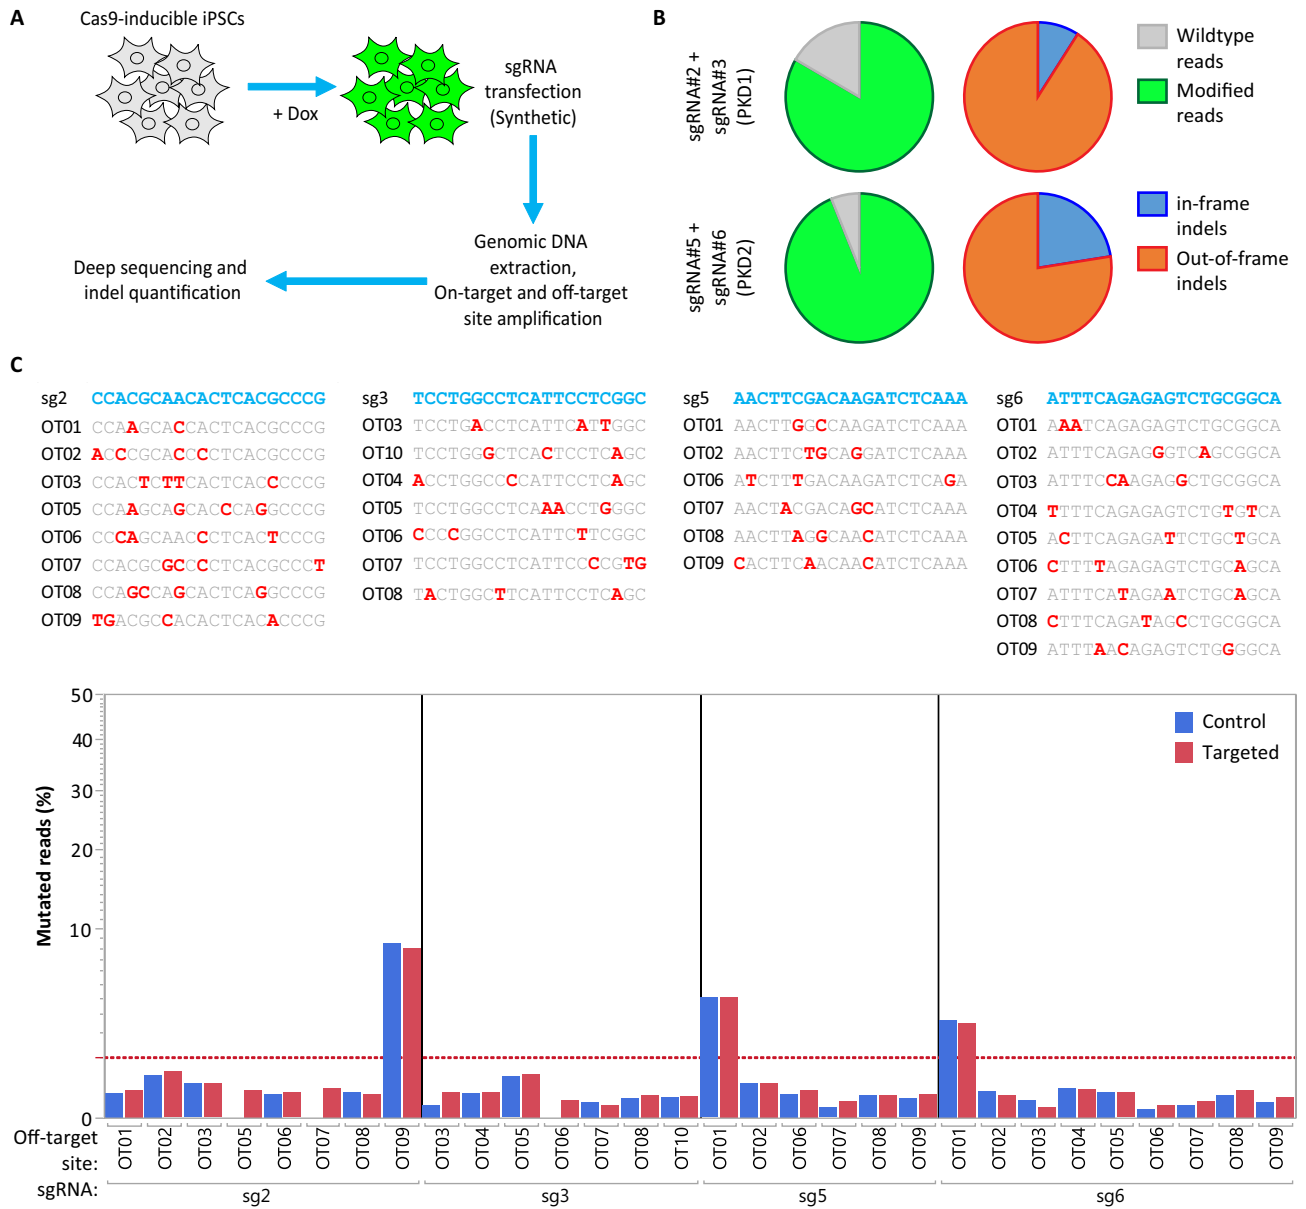 A
Cas9-inducible iPSCs
+ Dox
sgRNA
transfection
(Synthetic)
Genomic DNA
extraction,
On-target and off-target
site amplification
Deep sequencing and
indel quantification
B
sgRNA#2 +
sgRNA#3
(PKD1)
sgRNA#5 +
sgRNA#6
(PKD2)
Wildtype
reads
Modified
reads
in-frame
indels
Out-of-frame
indels
C
sg2 CCACGCAACACTCACGCCCG
OT01 CCAAGCACCACTCACGCCCG
OT02 ACCCGCACCCCTCACGCCCG
OT03 CCACTCTTCACTCACCCCCG
OT05 CCAAGCAGCACCCAGGCCCG
OT06 CCCAGCAACCCTCACTCCCG
OT07 CCACGCGCCCCTCACGCCCT
OT08 CCAGCCAGCACTCAGGCCCG
OT09 TGACGCCACACTCACACCCG
sg3 TCCTGGCCTCATTCCTCGGC
OT03 TCCTGACCTCATTCATTGGC
OT10 TCCTGGGCTCACTCCTCAGC
OT04 ACCTGGCCCCATTCCTCAGC
OT05 TCCTGGCCTCAAACCTGGGC
OT06 CCCCGGCCTCATTCTTCGGC
OT07 TCCTGGCCTCATTCCCCGTG
OT08 TACTGGCTTCATTCCTCAGC
sg5 AACTTCGACAAGATCTCAAA
OT01 AACTTGGCCAAGATCTCAAA
OT02 AACTTCTGCAGGATCTCAAA
OT06 ATCTTTGACAAGATCTCAGA
OT07 AACTACGACAGCATCTCAAA
OT08 AACTTAGGCAACATCTCAAA
OT09 CACTTCAACAACATCTCAAA
sg6 ATTTCAGAGAGTCTGCGGCA
OT01 AAATCAGAGAGTCTGCGGCA
OT02 ATTTCAGAGGGTCAGCGGCA
OT03 ATTTCCAAGAGGCTGCGGCA
OT04 TTTTCAGAGAGTCTGTGTCA
OT05 ACTTCAGAGATTCTGCTGCA
OT06 CTTTTAGAGAGTCTGCAGCA
OT07 ATTTCATAGAATCTGCAGCA
OT08 CTTTCAGATAGCCTGCGGCA
OT09 ATTTAACAGAGTCTGGGGCA
Mutated reads (%)
50
40
30
20
10
0
Control
Targeted
Off-target
site:
OT01 OT02 OT03 OT05 OT06 OT07 OT08 OT09 OT03 OT04 OT05 OT06 OT07 OT08 OT10 OT01 OT02 OT06 OT07 OT08 OT09 OT01 OT02 OT03 OT04 OT05 OT06 OT07 OT08 OT09
sgRNA: sg2 sg3 sg5 sg6